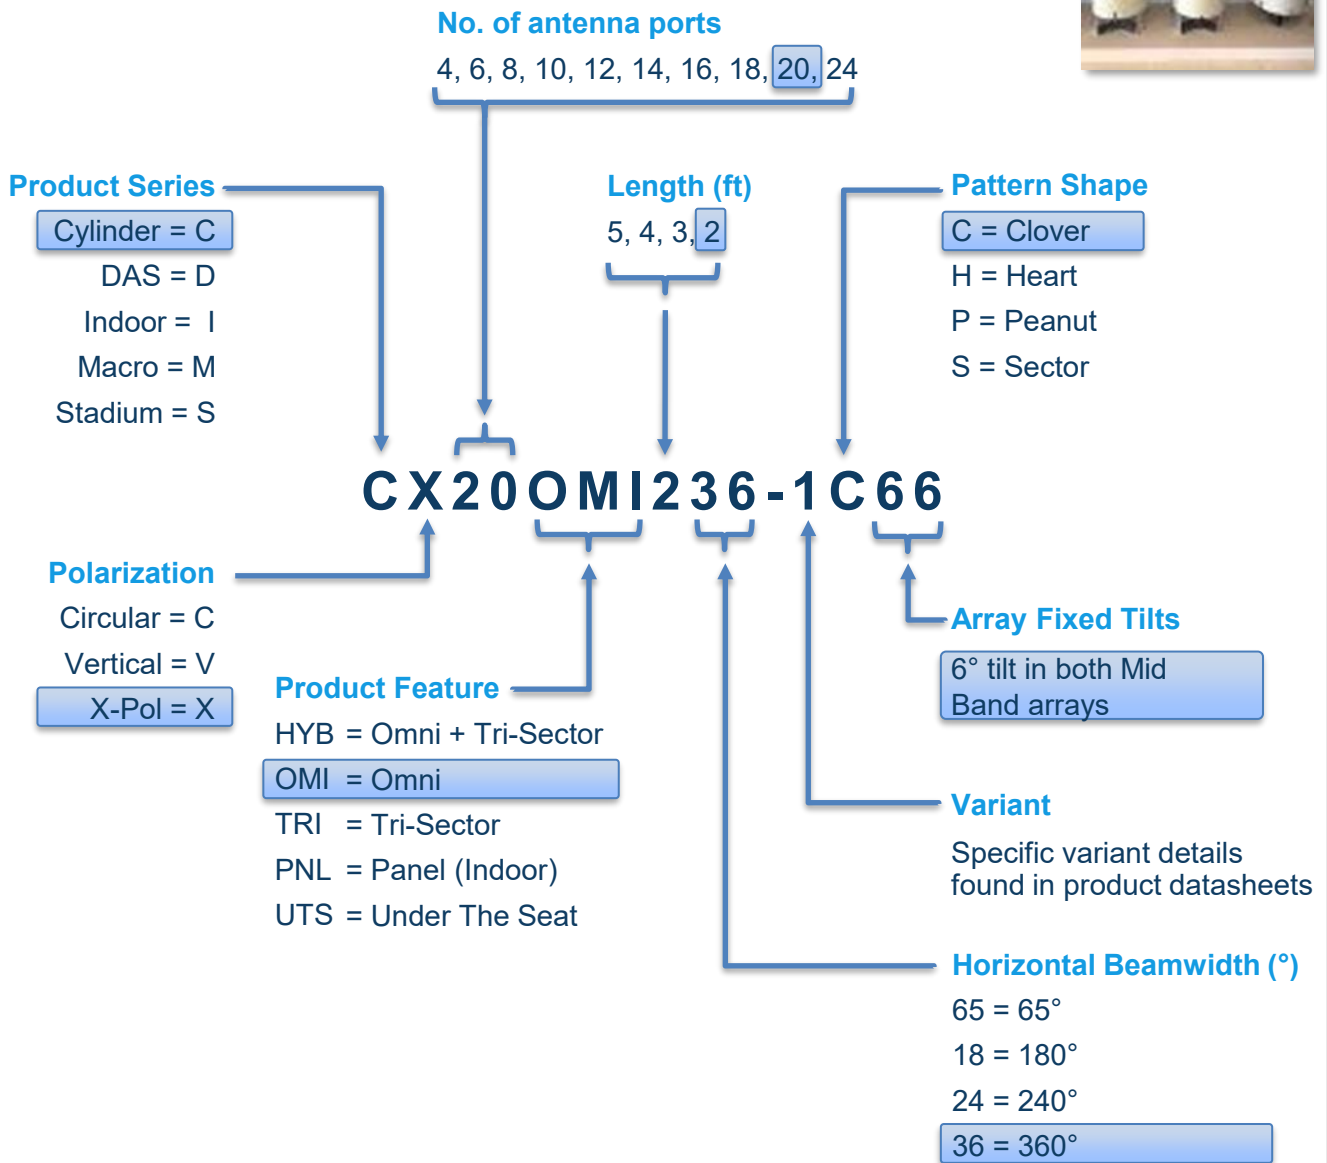 No. of antenna ports
4, 6, 8, 10, 12, 14, 16, 18, 20, 24
Product Series
Cylinder = C
DAS = D
Indoor = I
Macro = M
Stadium = S
Length (ft)
5, 4, 3, 2
Pattern Shape
C = Clover
H = Heart
P = Peanut
S = Sector
CX20OMI236-1C66
Polarization
Circular = C
Vertical = V
X-Pol = X
Product Feature
HYB = Omni + Tri-Sector
OMI = Omni
TRI = Tri-Sector
PNL = Panel (Indoor)
UTS = Under The Seat
Array Fixed Tilts
6° tilt in both Mid
Band arrays
Variant
Specific variant details
found in product datasheets
Horizontal Beamwidth (°)
65 = 65°
18 = 180°
24 = 240°
36 = 360°